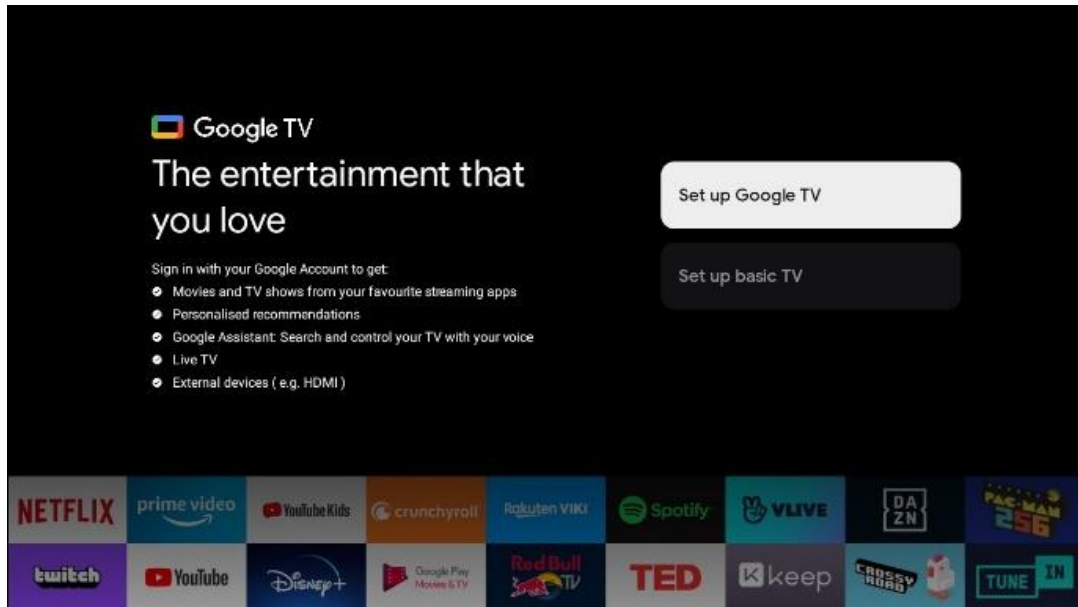 Google TV
The entertainment that
you love
Sign in with your Google Account to get:
Movies and TV shows from your favourite streaming apps
Personalised recommendations
Google Assistant: Search and control your TV with your voice
Live TV
External devices ( e.g. HDMI )
Set up Google TV
Set up basic TV
NETFLIX
prime video
YouTube Kids
crunchyroll
Rakuten VIKI
Spotify
VLIVE
DA
ZN
PAC-MAN
256
twitch
YouTube
Disney+
Google Play
Movies & TV
Red Bull
TV
TED
keep
CROSSY
ROAD
TUNE IN